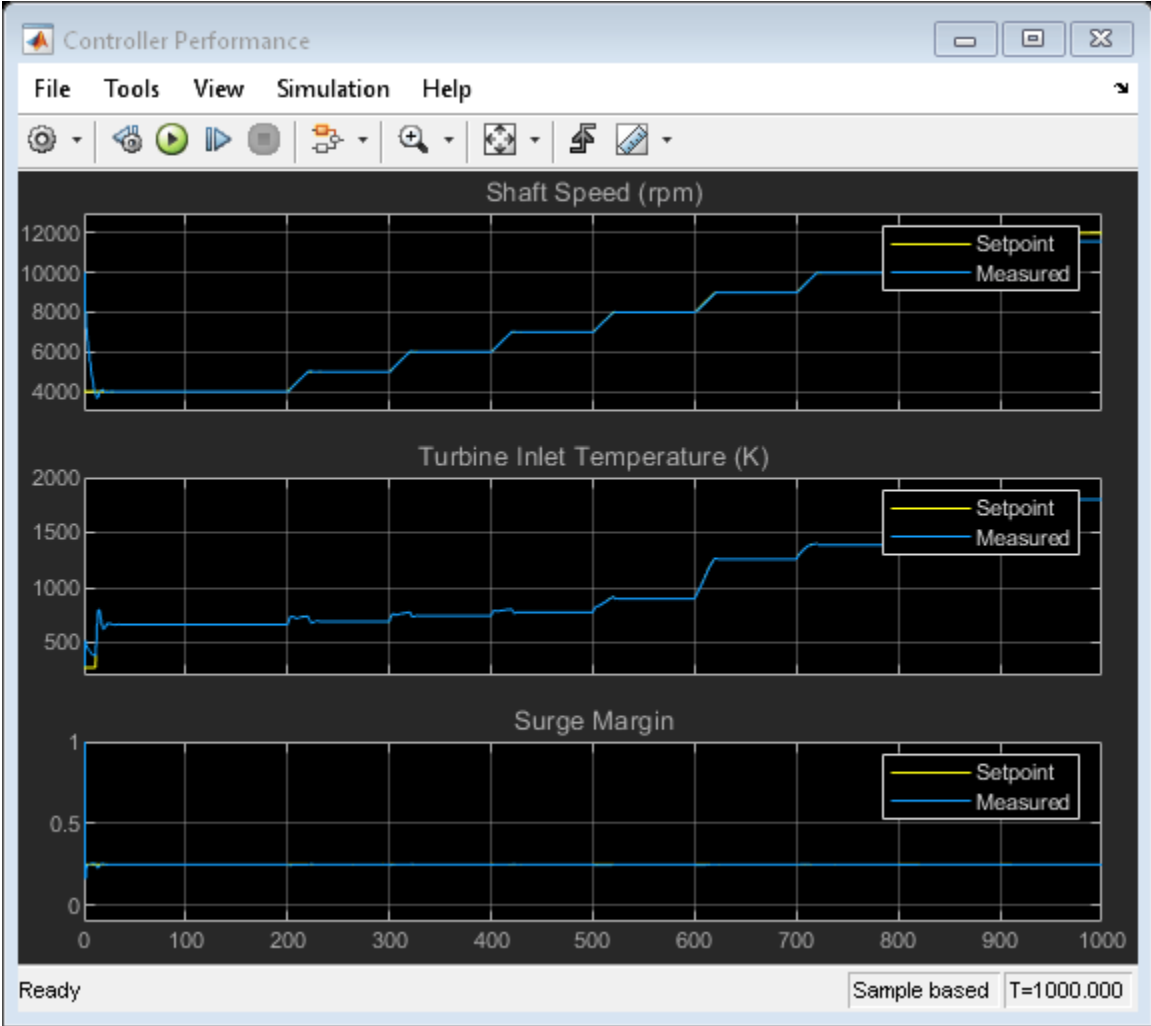 Controller Performance
File Tools View Simulation Help
Shaft Speed (rpm)
12000
10000
8000
6000
4000
Setpoint
Measured
Turbine Inlet Temperature (K)
2000
1500
1000
500
Setpoint
Measured
Surge Margin
1
0.5
0
Setpoint
Measured
0 100 200 300 400 500 600 700 800 900 1000
Ready Sample based T=1000.000